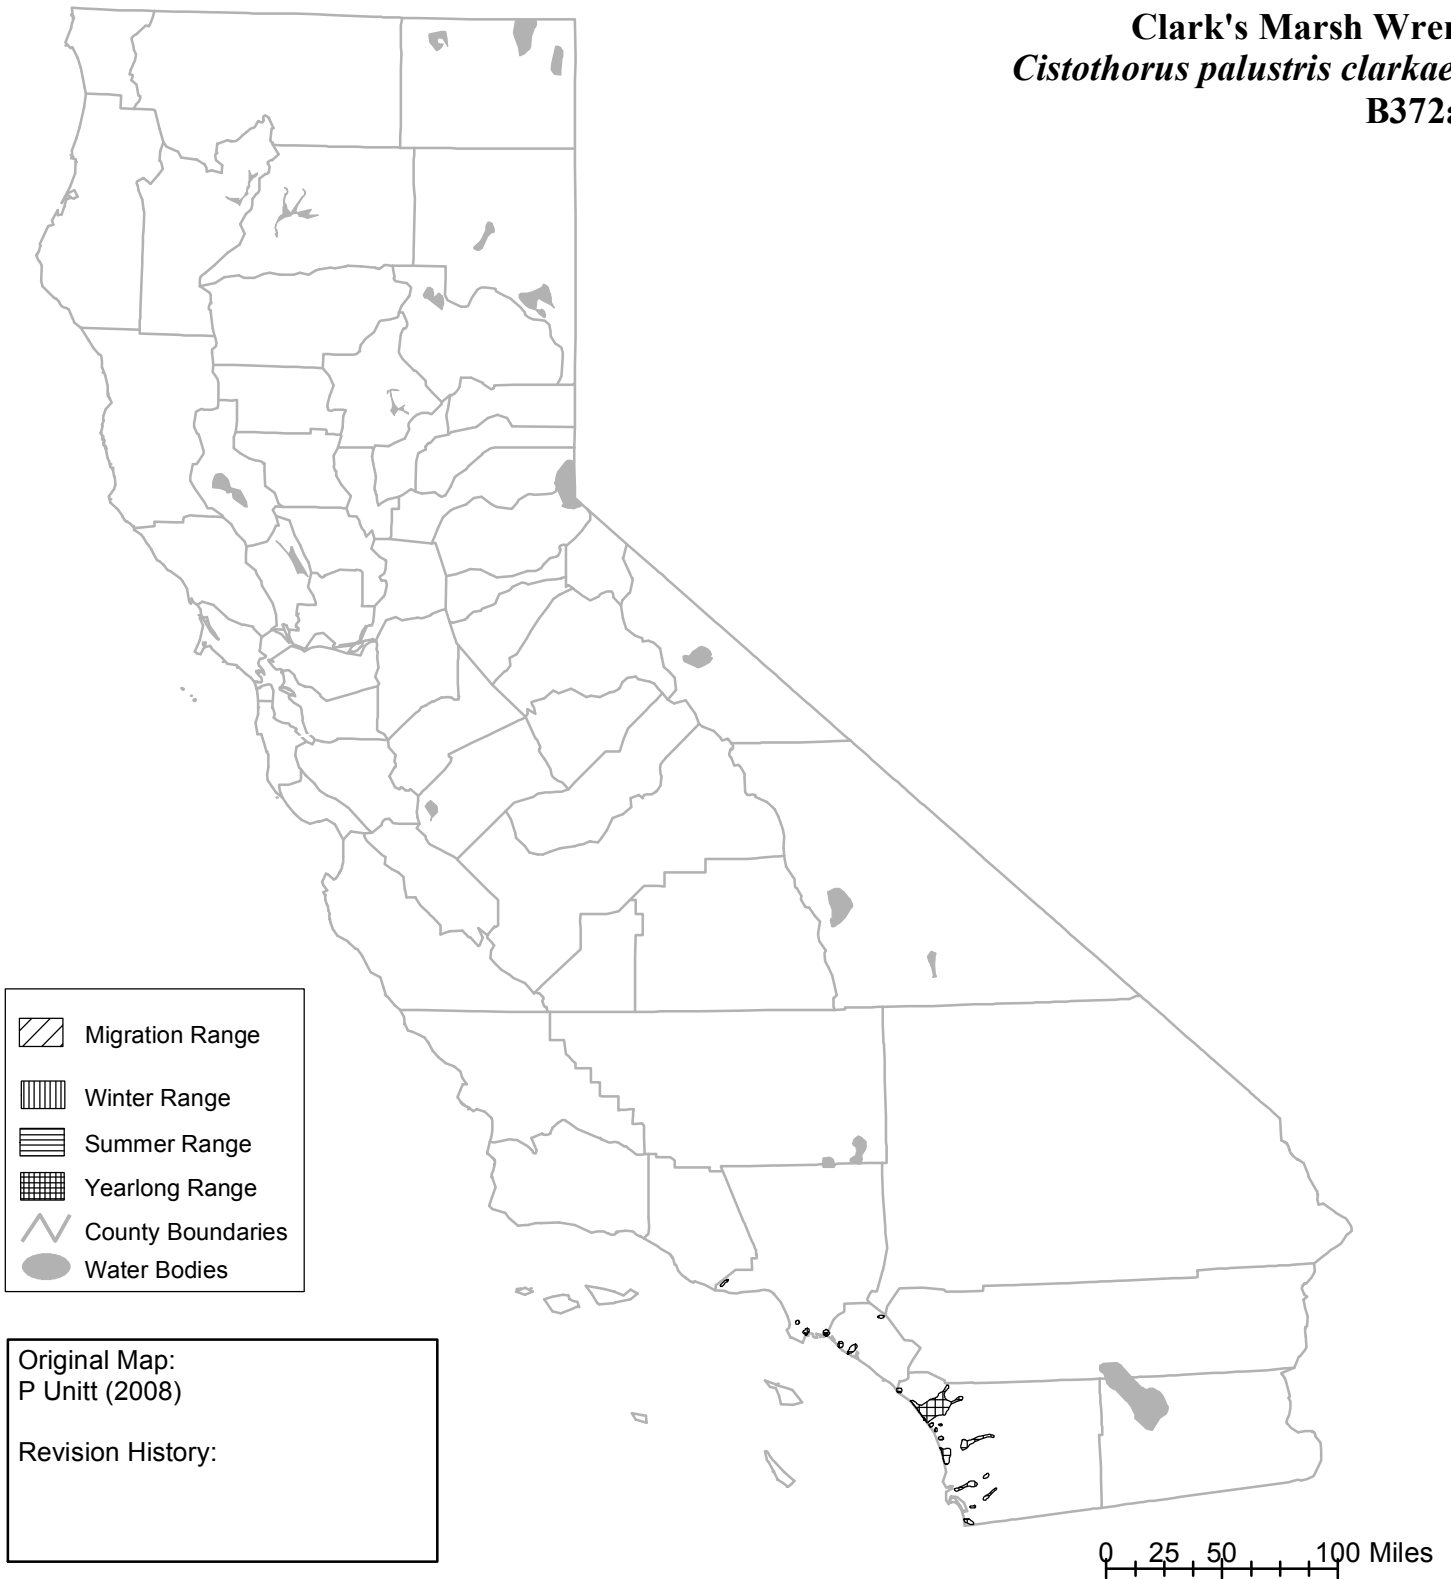 Clark's Marsh Wren
Cistothorus palustris clarkae
B372a
Migration Range
Winter Range
Summer Range
Yearlong Range
County Boundaries
Water Bodies
Original Map:
P Unitt (2008)
Revision History:
0 25 50 100 Miles